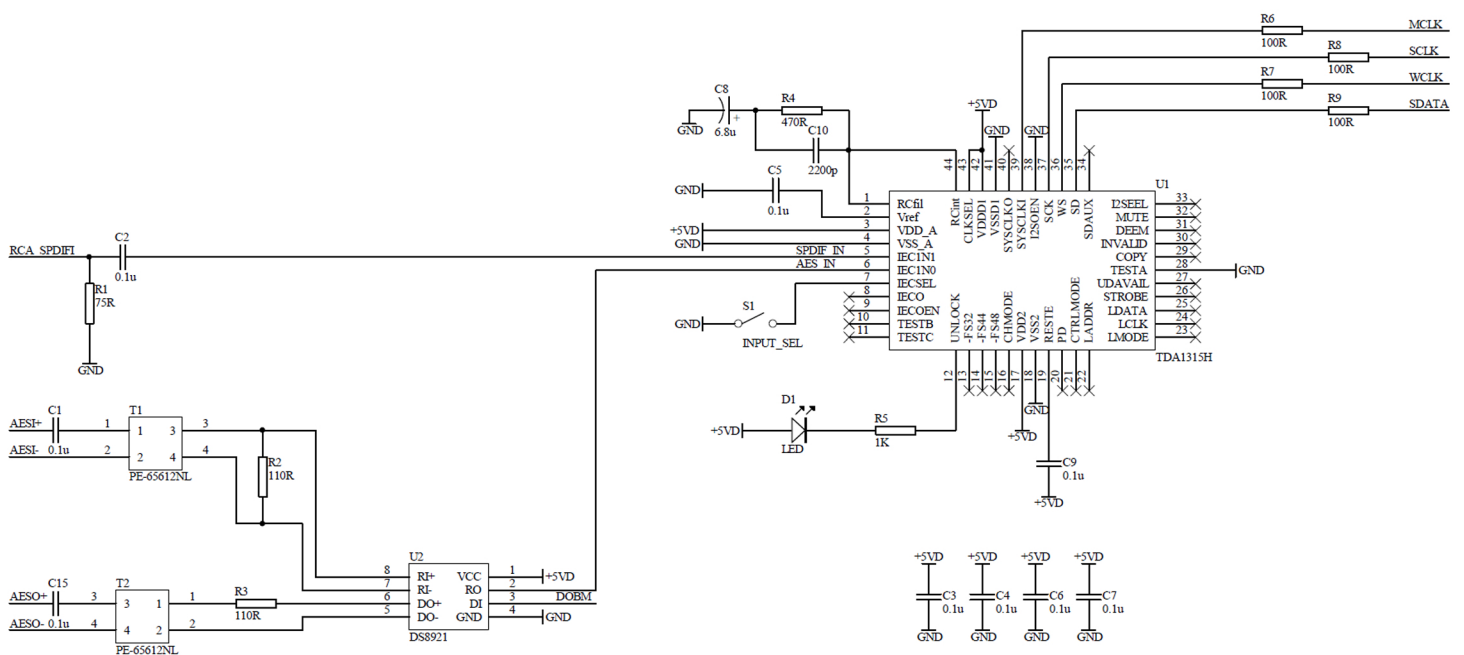 R6
MCLK
100R
R8
SCLK
100R
R7
WCLK
100R
R9
SDATA
100R
C8
+
6.8u
GND
R4
470R
C10
2200p
C5
0.1u
GND
+5VD
GND
+5VD
GND
GND
44 43 42 41 40 39 38 37 36 35 34
U1
RCint CLKSEL VDDD1 VSSD1 SYSCLKO SYSCLKI I2SOEN SCK WS SD SDAUX
1 RCfil
2 Vref
3 VDD_A
4 VSS_A
5 IEC1N1
6 IEC1N0
7 IECSEL
8 IECO
9 IECOEN
10 TESTB
11 TESTC
I2SEEL 33
MUTE 32
DEEM 31
INVALID 30
COPY 29
TESTA 28
UDAVAIL 27
STROBE 26
LDATA 25
LCLK 24
LMODE 23
GND
UNLOCK -FS32 -FS44 -FS48 CHMODE VDD2 VSS2 RESTE PD CTRLMODE LADDR
12 13 14 15 16 17 18 19 20 21 22
TDA1315H
RCA_SPDIFI
C2
0.1u
SPDIF_IN
AES_IN
R1
75R
GND
GND
S1
INPUT_SEL
D1
+5VD
LED
R5
1K
GND
+5VD
C9
0.1u
+5VD
AESI+
C1
0.1u
AESI-
1
2
T1
1 3
2 4
3
4
PE-65612NL
R2
110R
AESO+
C15
0.1u
AESO-
3
4
T2
3 1
4 2
1
2
PE-65612NL
R3
110R
U2
8 RI+ VCC 1 +5VD
7 RI- RO 2
6 DO+ DI 3 DOBM
5 DO- GND 4 GND
DS8921
+5VD +5VD +5VD +5VD
C3 C4 C6 C7
0.1u 0.1u 0.1u 0.1u
GND GND GND GND